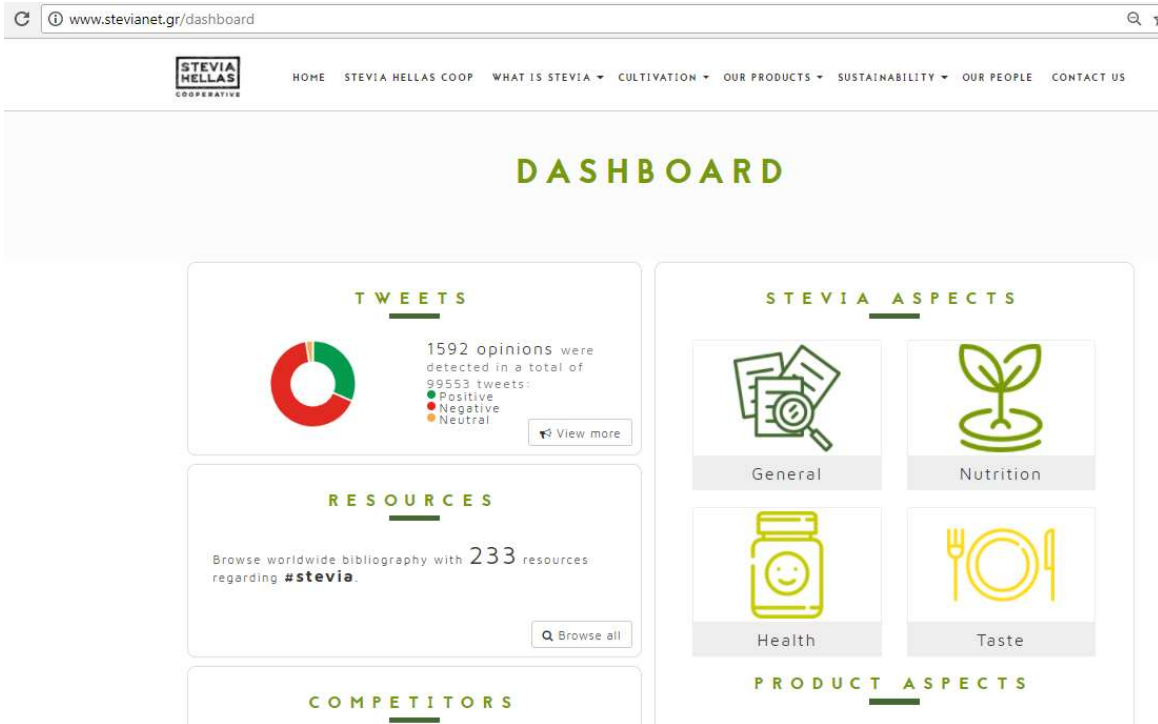 www.stevianet.gr/dashboard
STEVIA
HELLAS
COOPERATIVE
HOME STEVIA HELLAS COOP WHAT IS STEVIA CULTIVATION OUR PRODUCTS SUSTAINABILITY OUR PEOPLE CONTACT US
DASHBOARD
TWEETS
1592 opinions were
detected in a total of
99553 tweets:
Positive
Negative
Neutral
View more
RESOURCES
Browse worldwide bibliography with 233 resources
regarding #stevia.
Browse all
COMPETITORS
STEVIA ASPECTS
General
Nutrition
Health
Taste
PRODUCT ASPECTS